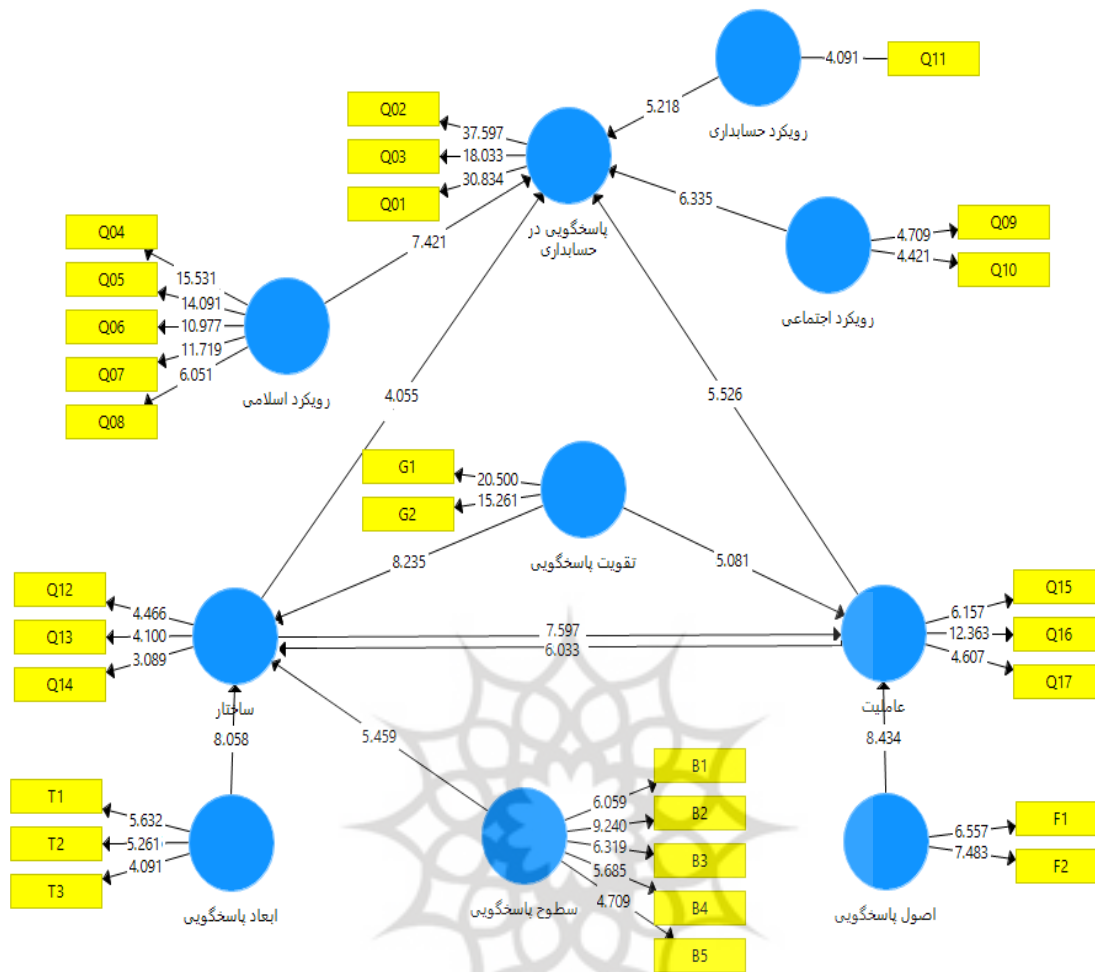 Q11
4.091
5.218
رویکرد حسابداری
Q02
37.597
Q03
18.033
Q01
30.834
پاسخگویی در
حسابداری
6.335
Q09
4.709
Q10
4.421
رویکرد اجتماعی
7.421
Q04
15.531
Q05
14.091
Q06
10.977
Q07
11.719
Q08
6.051
رویکرد اسلامی
4.055
5.526
G1
20.500
G2
15.261
تقویت پاسخگویی
8.235
5.081
Q12
4.466
Q13
4.100
Q14
3.089
ساختار
7.597
6.033
Q15
6.157
Q16
12.363
Q17
4.607
عاملیت
8.058
5.459
8.434
T1
5.632
T2
5.261
T3
4.091
ابعاد پاسخگویی
B1
6.059
B2
9.240
B3
6.319
B4
5.685
B5
4.709
سطوح پاسخگویی
F1
6.557
F2
7.483
اصول پاسخگویی